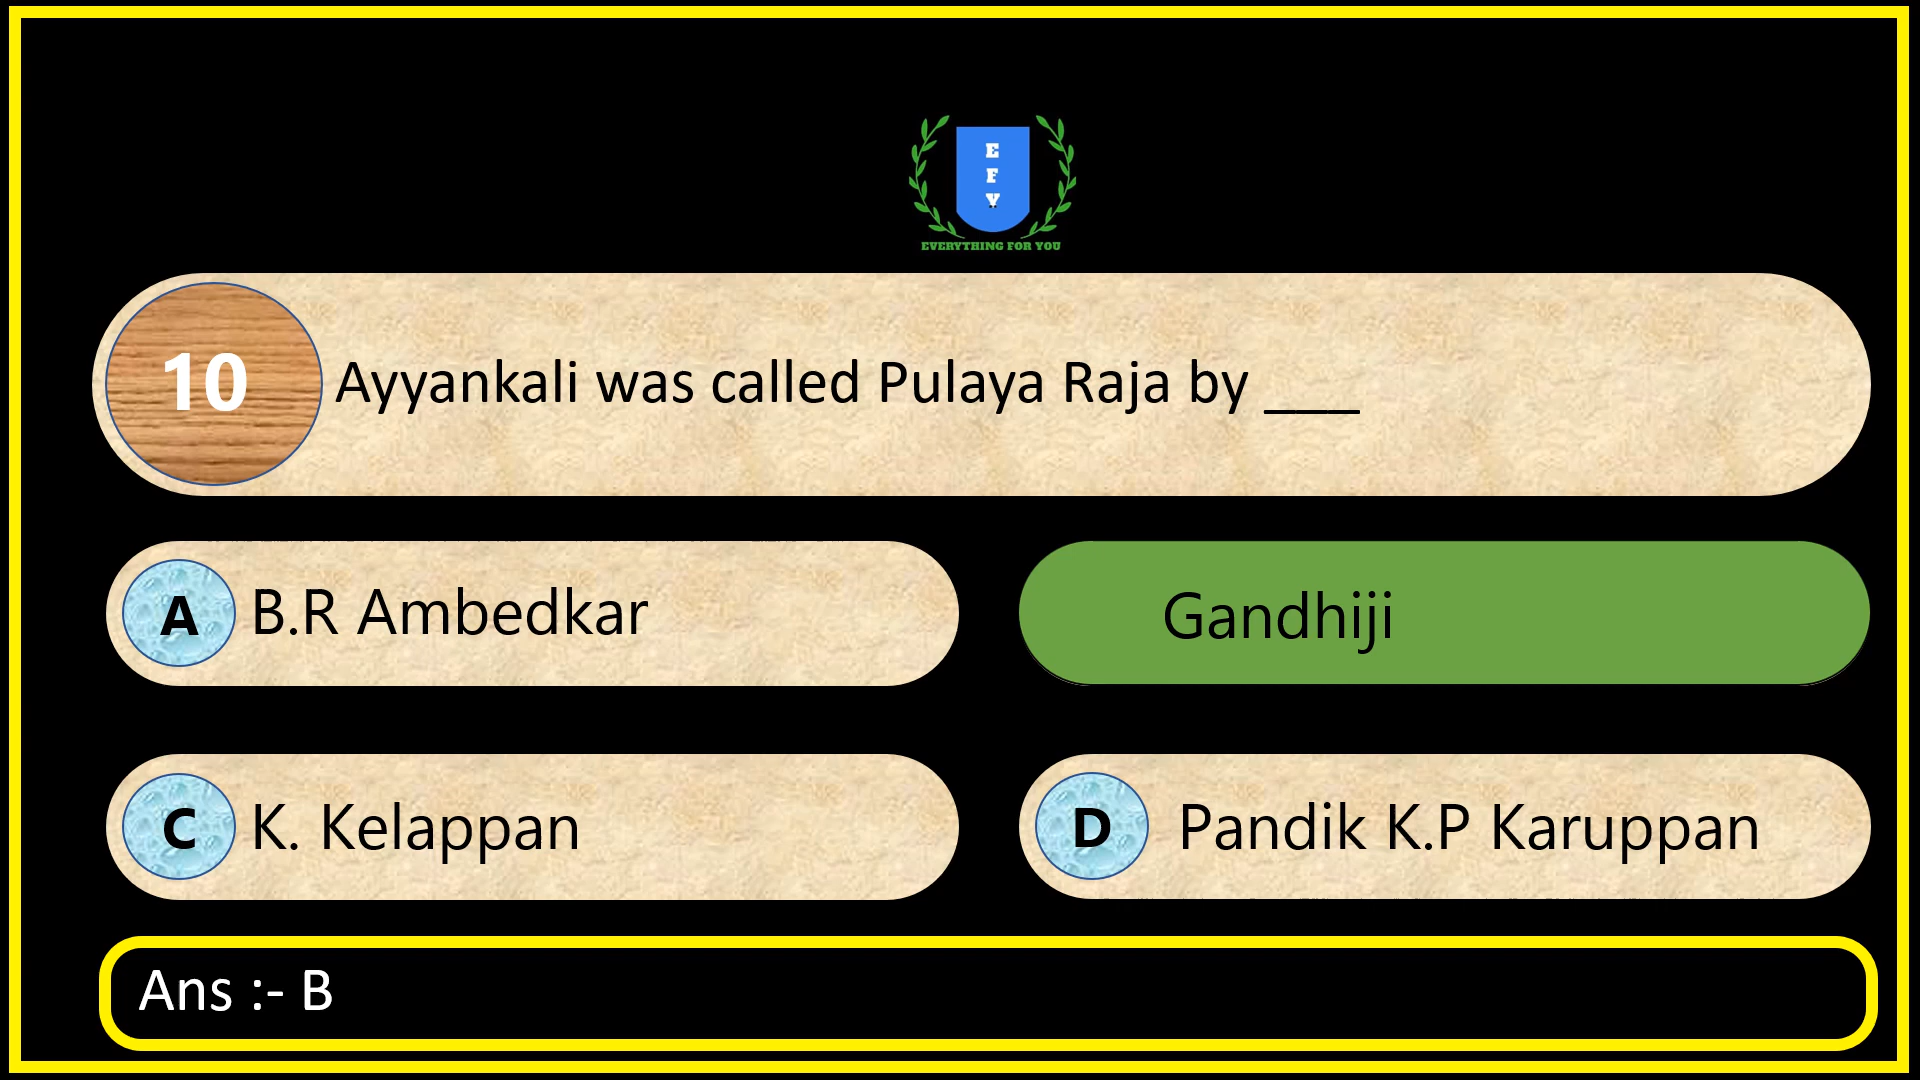 E
F
Y
EVERYTHING FOR YOU
10
Ayyankali was called Pulaya Raja by ___
A
B.R Ambedkar
Gandhiji
C
K. Kelappan
D
Pandik K.P Karuppan
Ans :- B